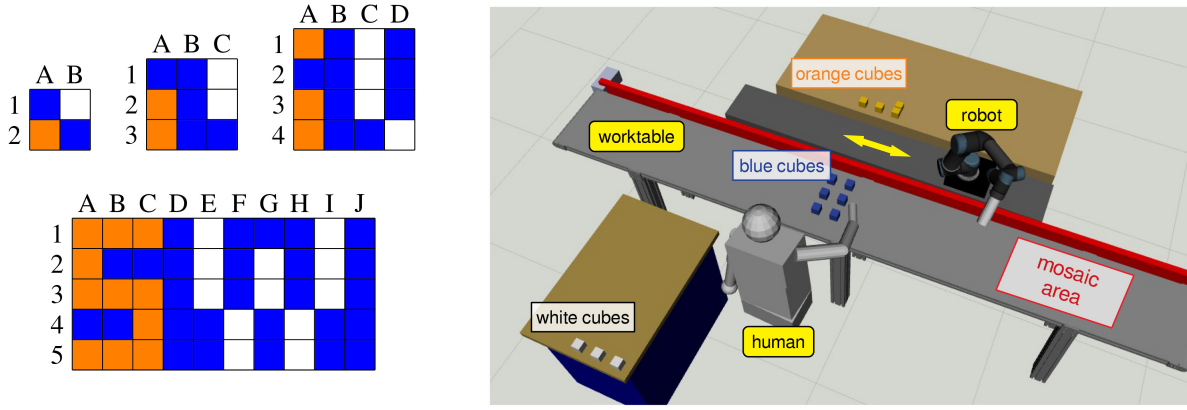 A B
1
2
A B C
1
2
3
A B C D
1
2
3
4
A B C D E F G H I J
1
2
3
4
5
orange cubes
robot
worktable
blue cubes
mosaic
area
white cubes
human